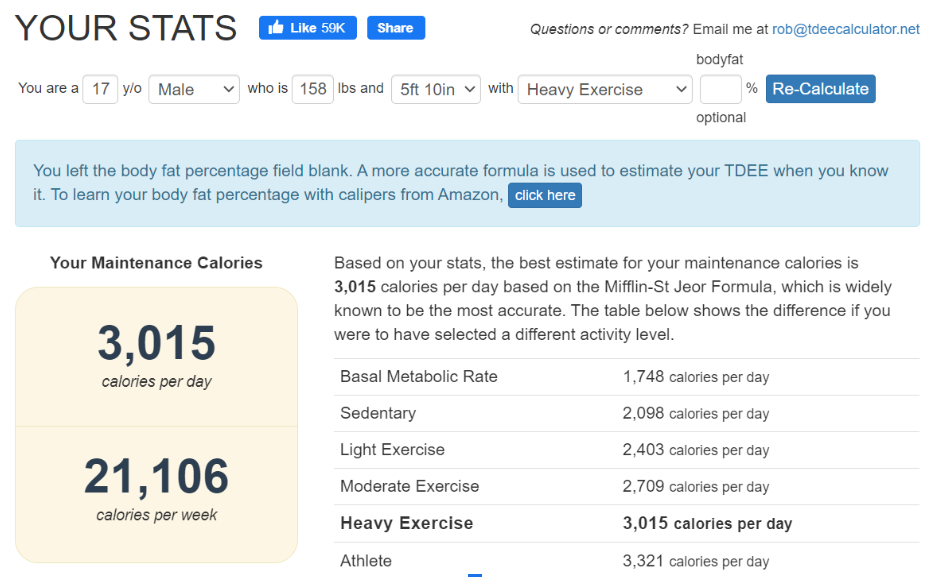 YOUR STATS Like 59K Share
Questions or comments? Email me at rob@tdeecalculator.net
bodyfat
You are a 17 y/o Male who is 158 lbs and 5ft 10in with Heavy Exercise % Re-Calculate
optional
You left the body fat percentage field blank. A more accurate formula is used to estimate your TDEE when you know
it. To learn your body fat percentage with calipers from Amazon, click here
Your Maintenance Calories
3,015
calories per day
21,106
calories per week
Based on your stats, the best estimate for your maintenance calories is
3,015 calories per day based on the Mifflin-St Jeor Formula, which is widely
known to be the most accurate. The table below shows the difference if you
were to have selected a different activity level.
Basal Metabolic Rate 1,748 calories per day
Sedentary 2,098 calories per day
Light Exercise 2,403 calories per day
Moderate Exercise 2,709 calories per day
Heavy Exercise 3,015 calories per day
Athlete 3,321 calories per day